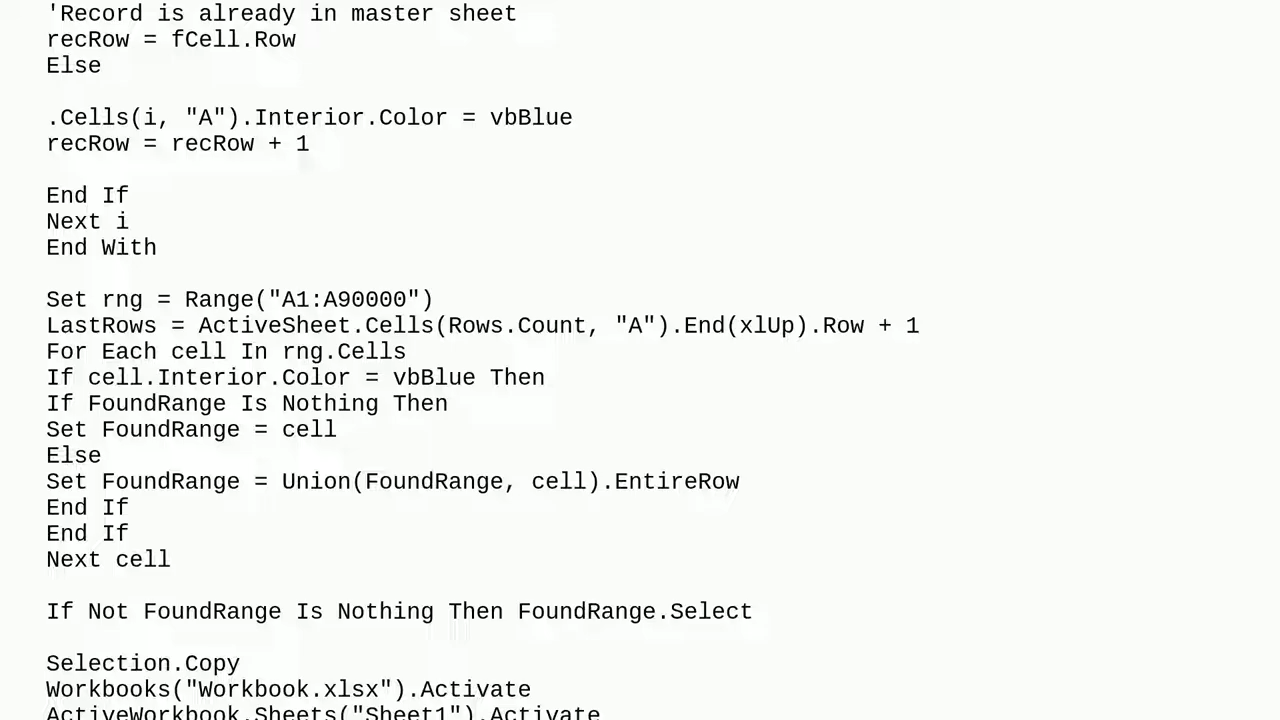 'Record is already in master sheet
recRow = fCell.Row
Else
.Cells(i, "A").Interior.Color = vbBlue
recRow = recRow + 1
End If
Next i
End With
Set rng = Range("A1:A90000")
LastRows = ActiveSheet.Cells(Rows.Count, "A").End(xlUp).Row + 1
For Each cell In rng.Cells
If cell.Interior.Color = vbBlue Then
If FoundRange Is Nothing Then
Set FoundRange = cell
Else
Set FoundRange = Union(FoundRange, cell).EntireRow
End If
End If
Next cell
If Not FoundRange Is Nothing Then FoundRange.Select
Selection.Copy
Workbooks("Workbook.xlsx").Activate
ActiveWorkbook.Sheets("Sheet1").Activate